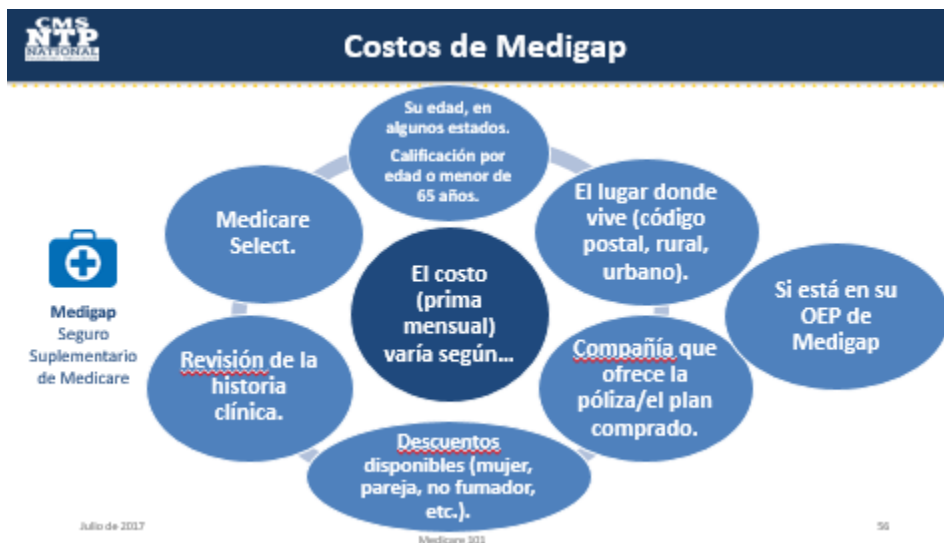 CMS
NTP
NATIONAL
Costos de Medigap
Su edad, en
algunos estados.
Calificación por
edad o menor de
65 años.
El lugar donde
vive (código
postal, rural,
urbano).
Si está en su
OEP de
Medigap
Compañía que
ofrece la
póliza/el plan
comprado.
Descuentos
disponibles (mujer,
pareja, no fumador,
etc.).
Revisión de la
historia
clínica.
Medicare
Select.
El costo
(prima
mensual)
varía según...
Medigap
Seguro
Suplementario
de Medicare
Julio de 2017
Medicare 101
56